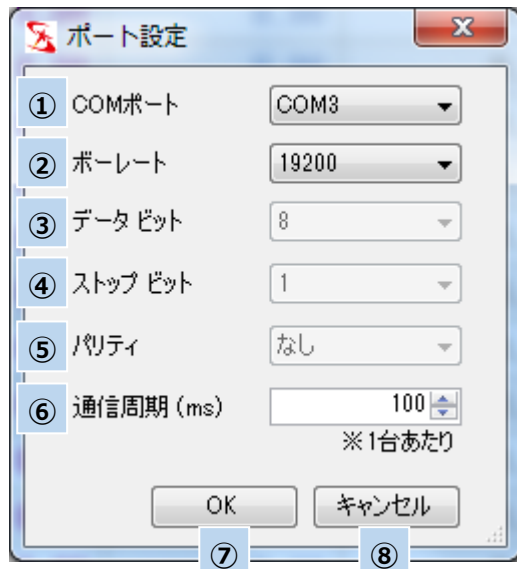 ポート設定
① COMポート COM3
② ボーレート 19200
③ データ ビット 8
④ ストップ ビット 1
⑤ パリティ なし
⑥ 通信周期 (ms) 100
※1台あたり
OK キャンセル
⑦ ⑧